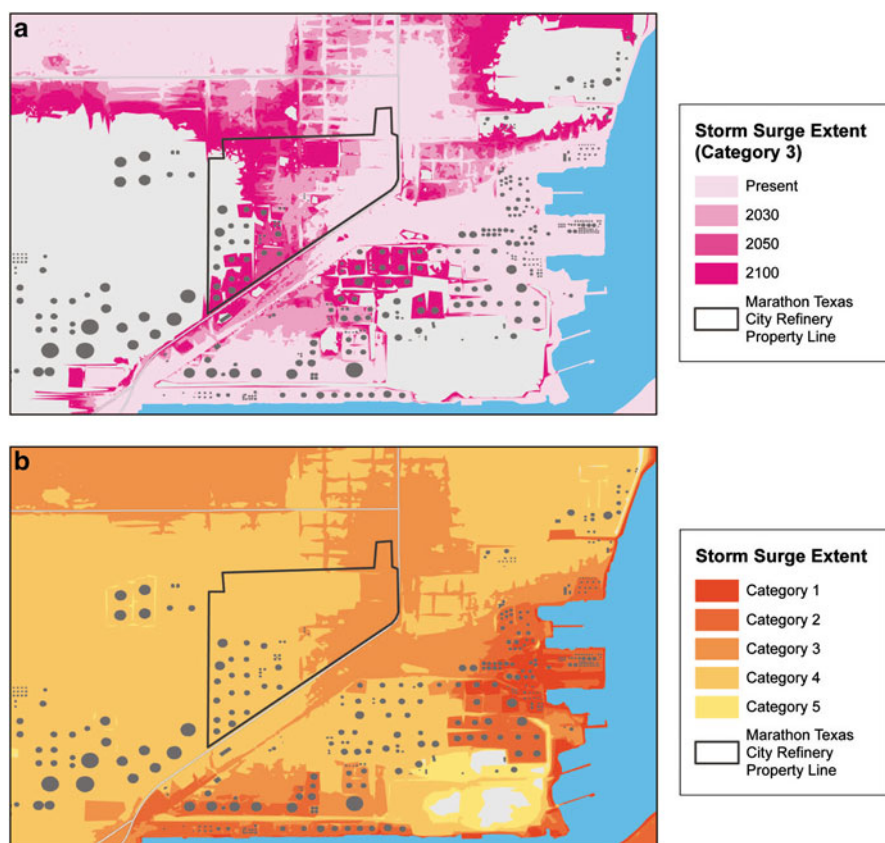 a
Storm Surge Extent
(Category 3)
Present
2030
2050
2100
Marathon Texas
City Refinery
Property Line
b
Storm Surge Extent
Category 1
Category 2
Category 3
Category 4
Category 5
Marathon Texas
City Refinery
Property Line